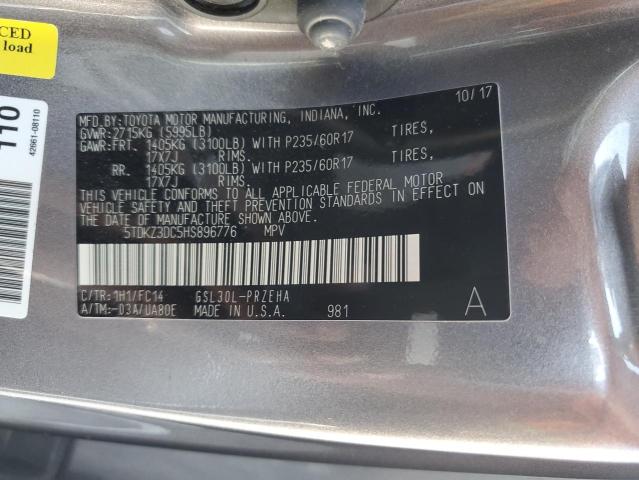 CED
load
110
42661-08110
MFD.BY:TOYOTA MOTOR MANUFACTURING, INDIANA, INC. 10/17
GVWR:2715KG (5995LB)
GAWR:FRT. 1405KG (3100LB) WITH P235/60R17 TIRES,
17X7J RIMS.
RR. 1405KG (3100LB) WITH P235/60R17 TIRES,
17X7J RIMS.
THIS VEHICLE CONFORMS TO ALL APPLICABLE FEDERAL MOTOR
VEHICLE SAFETY AND THEFT PREVENTION STANDARDS IN EFFECT ON
THE DATE OF MANUFACTURE SHOWN ABOVE.
5TDKZ3DC5HS896776 MPV
C/TR:1H1/FC14 GSL30L-PRZEHA
A/TM:-03A/UA80E MADE IN U.S.A. 981 A